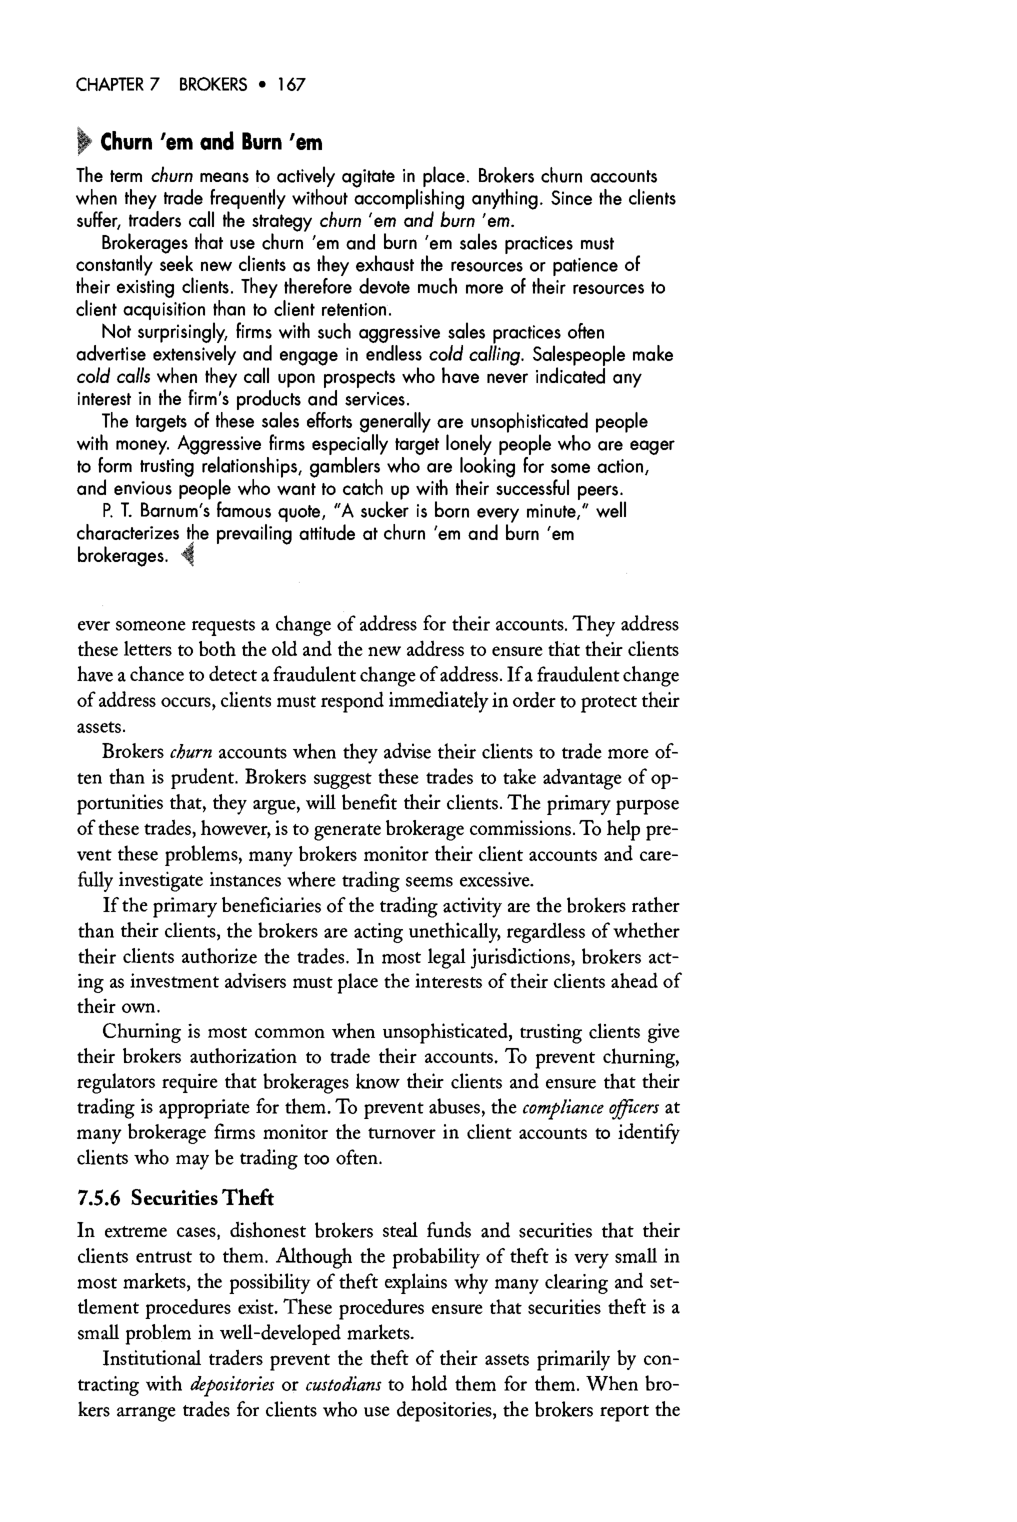 CHAPTER 7 BROKERS • 167
Churn 'em and Burn 'em
The term churn means to actively agitate in place. Brokers churn accounts
when they trade frequently without accomplishing anything. Since the clients
suffer, traders call the strategy churn 'em and burn 'em.
Brokerages that use churn 'em and burn 'em sales practices must
constantly seek new clients as they exhaust the resources or patience of
their existing clients. They therefore devote much more of their resources to
client acquisition than to client retention.
Not surprisingly, firms with such aggressive sales practices often
advertise extensively and engage in endless cold calling. Salespeople make
cold calls when they call upon prospects who have never indicated any
interest in the firm's products and services.
The targets of these sales efforts generally are unsophisticated people
with money. Aggressive firms especially target lonely people who are eager
to form trusting relationships, gamblers who are looking for some action,
and envious people who want to catch up with their successful peers.
P. T. Barnum's famous quote, "A sucker is born every minute," well
characterizes the prevailing attitude at churn 'em and burn 'em
brokerages.
ever someone requests a change of address for their accounts. They address
these letters to both the old and the new address to ensure that their clients
have a chance to detect a fraudulent change of address. If a fraudulent change
of address occurs, clients must respond immediately in order to protect their
assets.
Brokers churn accounts when they advise their clients to trade more of-
ten than is prudent. Brokers suggest these trades to take advantage of op-
portunities that, they argue, will benefit their clients. The primary purpose
of these trades, however, is to generate brokerage commissions. To help pre-
vent these problems, many brokers monitor their client accounts and care-
fully investigate instances where trading seems excessive.
If the primary beneficiaries of the trading activity are the brokers rather
than their clients, the brokers are acting unethically, regardless of whether
their clients authorize the trades. In most legal jurisdictions, brokers act-
ing as investment advisers must place the interests of their clients ahead of
their own.
Churning is most common when unsophisticated, trusting clients give
their brokers authorization to trade their accounts. To prevent churning,
regulators require that brokerages know their clients and ensure that their
trading is appropriate for them. To prevent abuses, the compliance officers at
many brokerage firms monitor the turnover in client accounts to identify
clients who may be trading too often.
7.5.6 Securities Theft
In extreme cases, dishonest brokers steal funds and securities that their
clients entrust to them. Although the probability of theft is very small in
most markets, the possibility of theft explains why many clearing and set-
tlement procedures exist. These procedures ensure that securities theft is a
small problem in well-developed markets.
Institutional traders prevent the theft of their assets primarily by con-
tracting with depositories or custodians to hold them for them. When bro-
kers arrange trades for clients who use depositories, the brokers report the